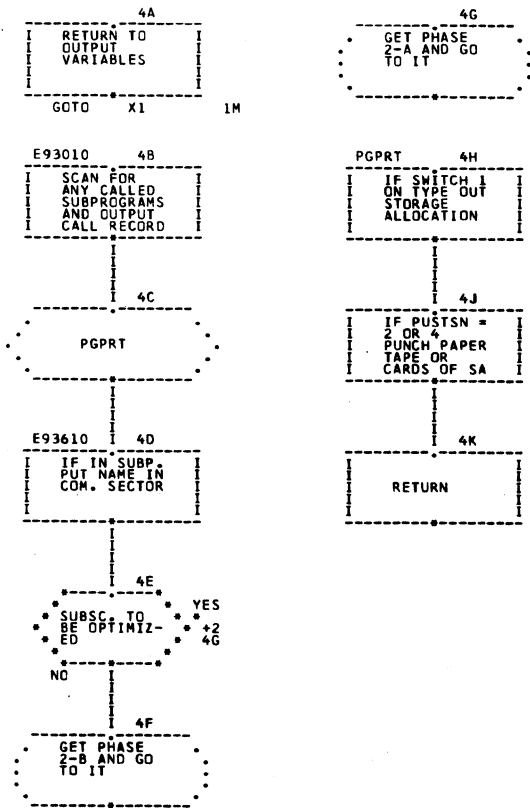 4A
RETURN TO
OUTPUT
VARIABLES
GOTO X1 1M
E93010 4B
SCAN FOR
ANY CALLED
SUBPROGRAMS
AND OUTPUT
CALL RECORD
4C
PGPRT
E93610 4D
IF IN SUBP.
PUT NAME IN
COM. SECTOR
4E
SUBSC. TO
BE OPTIMIZ-
ED
YES
+2
4G
NO
4F
GET PHASE
2-B AND GO
TO IT
4G
GET PHASE
2-A AND GO
TO IT
PGPRT 4H
IF SWITCH 1
ON TYPE OUT
STORAGE
ALLOCATION
4J
IF PUSTSN =
2 OR 4
PUNCH PAPER
TAPE OR
CARDS OF SA
4K
RETURN